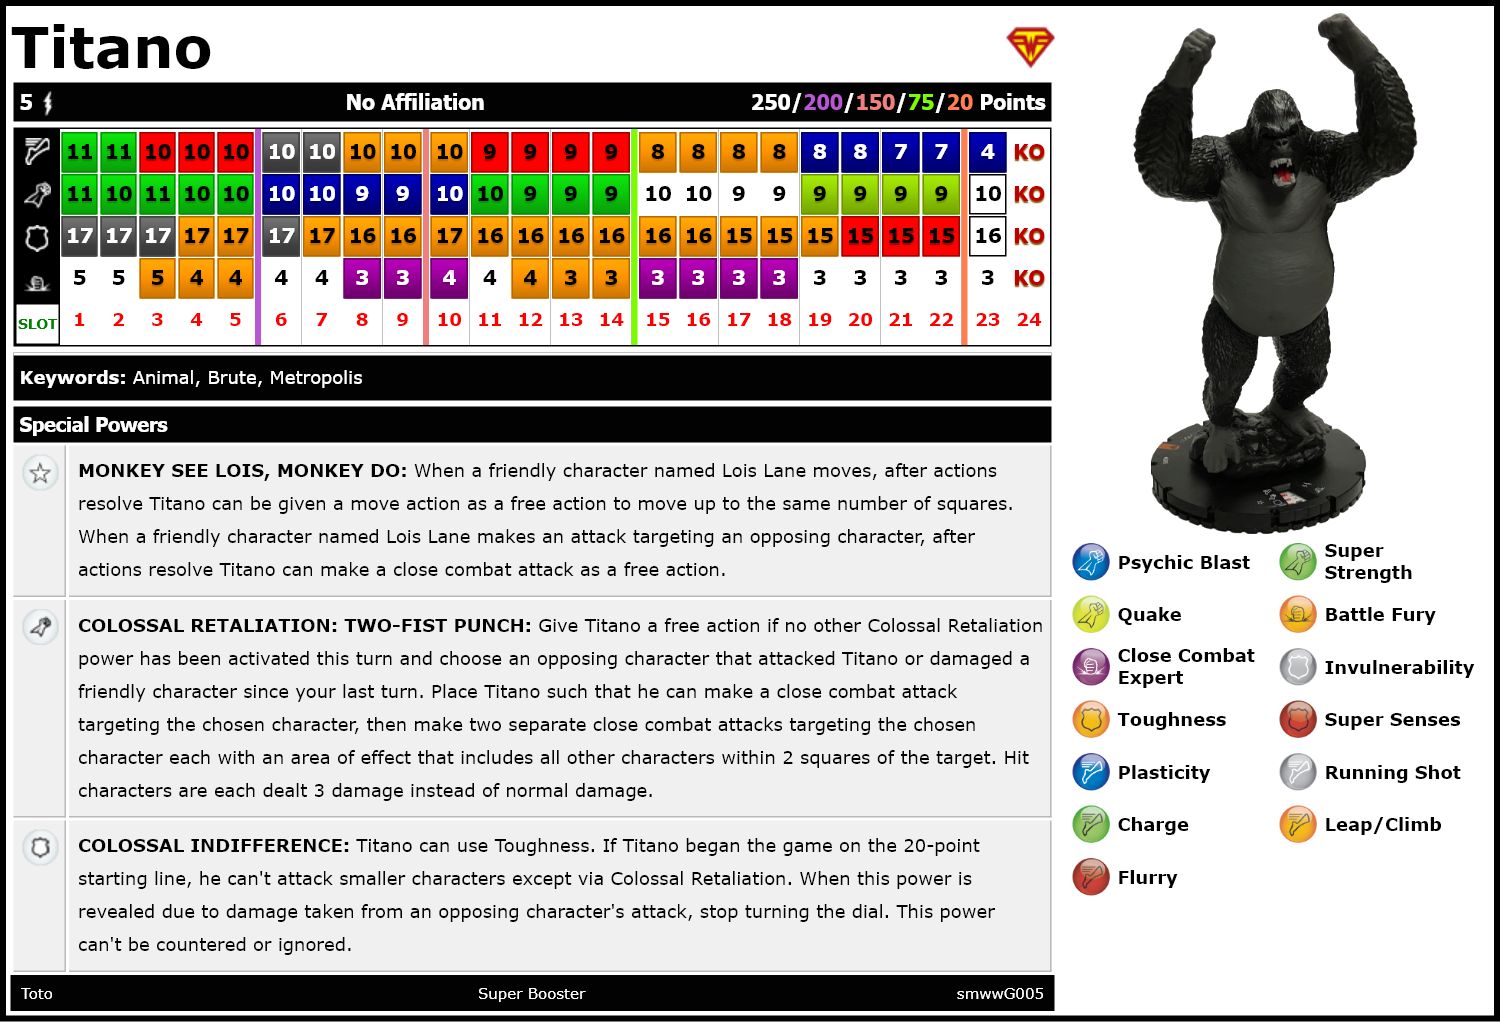 Titano
5 No Affiliation 250/200/150/75/20 Points
11 11 10 10 10 10 10 10 10 10 9 9 9 9 8 8 8 8 8 8 7 7 4 KO
11 10 11 10 10 10 10 9 9 10 10 9 9 9 10 10 9 9 9 9 9 9 10 KO
17 17 17 17 17 17 17 16 16 17 16 16 16 16 16 16 15 15 15 15 15 15 16 KO
5 5 5 4 4 4 4 3 3 4 4 4 3 3 3 3 3 3 3 3 3 3 3 KO
SLOT 1 2 3 4 5 6 7 8 9 10 11 12 13 14 15 16 17 18 19 20 21 22 23 24
Keywords: Animal, Brute, Metropolis
Special Powers
MONKEY SEE LOIS, MONKEY DO: When a friendly character named Lois Lane moves, after actions
resolve Titano can be given a move action as a free action to move up to the same number of squares.
When a friendly character named Lois Lane makes an attack targeting an opposing character, after
actions resolve Titano can make a close combat attack as a free action.
COLOSSAL RETALIATION: TWO-FIST PUNCH: Give Titano a free action if no other Colossal Retaliation
power has been activated this turn and choose an opposing character that attacked Titano or damaged a
friendly character since your last turn. Place Titano such that he can make a close combat attack
targeting the chosen character, then make two separate close combat attacks targeting the chosen
character each with an area of effect that includes all other characters within 2 squares of the target. Hit
characters are each dealt 3 damage instead of normal damage.
COLOSSAL INDIFFERENCE: Titano can use Toughness. If Titano began the game on the 20-point
starting line, he can't attack smaller characters except via Colossal Retaliation. When this power is
revealed due to damage taken from an opposing character's attack, stop turning the dial. This power
can't be countered or ignored.
Toto Super Booster smwwG005
Psychic Blast
Super
Strength
Quake
Battle Fury
Close Combat
Expert
Invulnerability
Toughness
Super Senses
Plasticity
Running Shot
Charge
Leap/Climb
Flurry